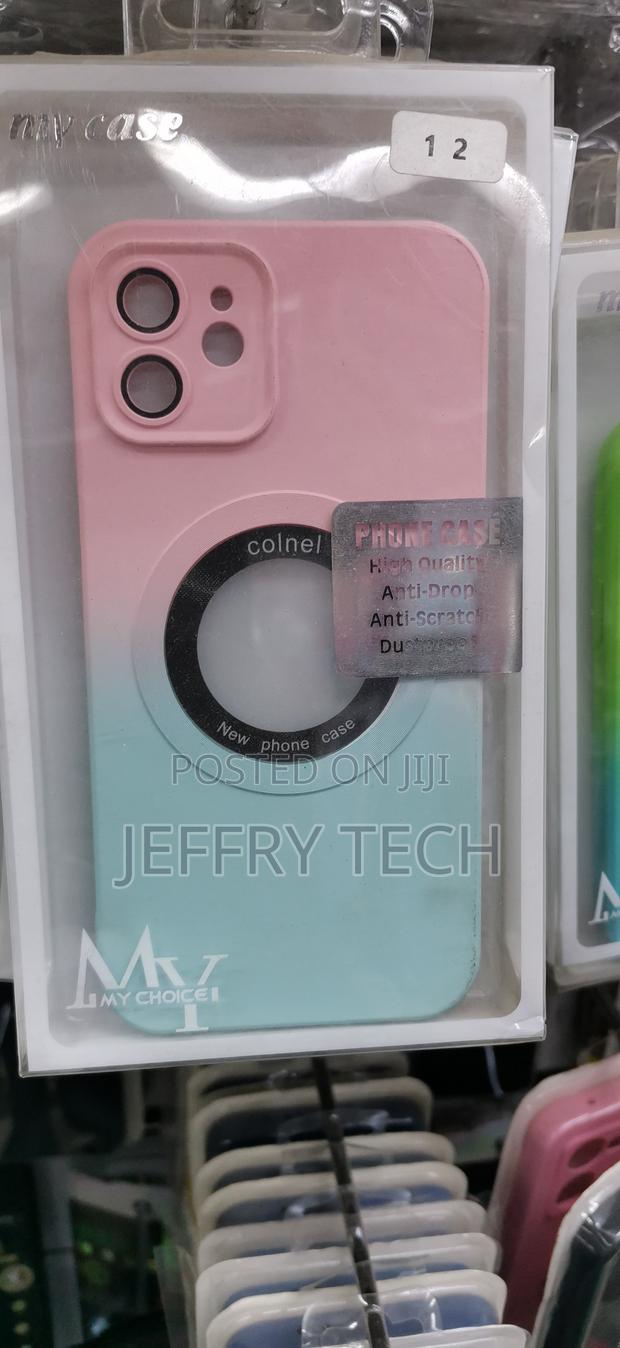 my case
1 2
colnel
PHONE CASE
High Quality
Anti-Drop
Anti-Scratch
New phone case
POSTED ON JIJI
JEFFRY TECH
MY
MY CHOICE